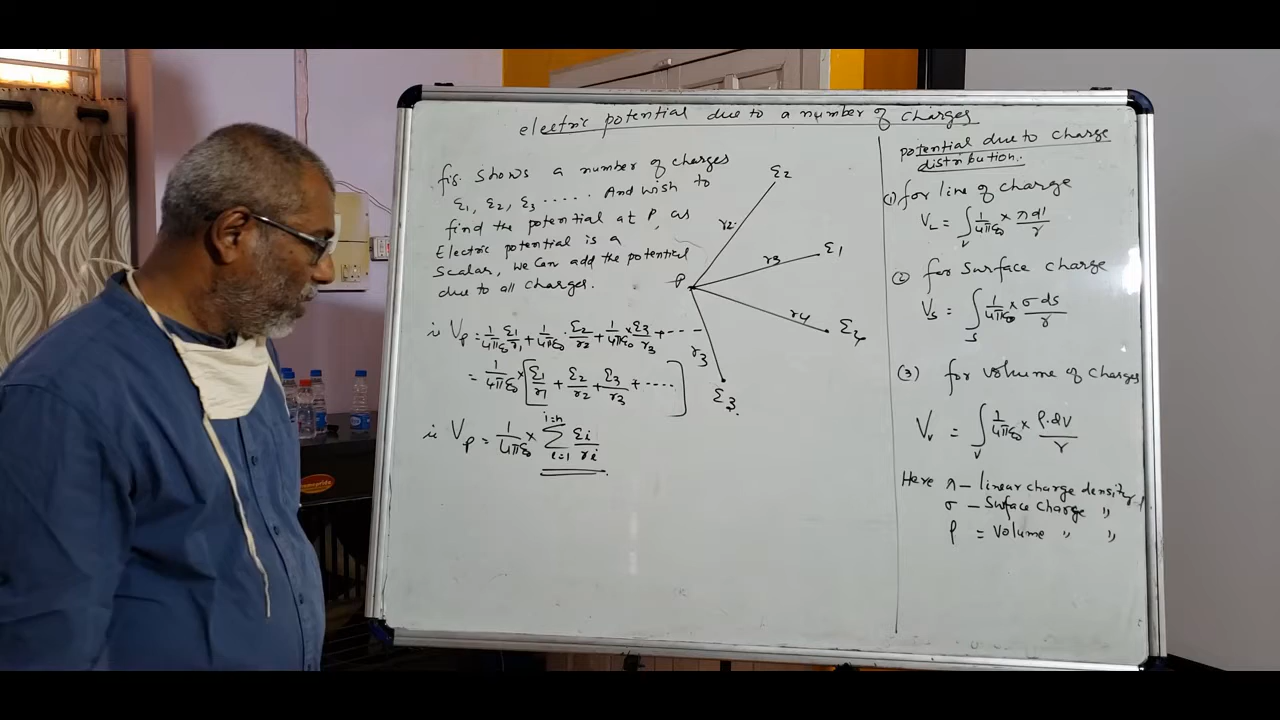 electric potential due to a number of charges
fig. shows a number of charges
ε1, ε2, ε3 ..... And wish to
find the potential at P, as
Electric potential is a
Scalar, we can add the potential
due to all charges.
ie Vp = 1/4πε0 ε1/r1 + 1/4πε0 · ε2/r2 + 1/4πε0 × ε3/r3 + ----
= 1/4πε0 × [ε1/r1 + ε2/r2 + ε3/r3 + ....]
ie Vp = 1/4πε0 × Σ i=1 i=n εi/ri
ε2
r2
ε1
r3
P
r4
ε4
r3
ε3
potential due to charge
distribution.
(1) for line of charge
VL = ∫V 1/4πε0 × λdl/r
(2) for Surface charge
Vs = ∫S 1/4πε0 × σ ds/r
(3) for volume of charges
Vv = ∫V 1/4πε0 × ρ.dV/r
Here λ – linear charge density
σ – Surface charge ,,
ρ = Volume ,, ,,